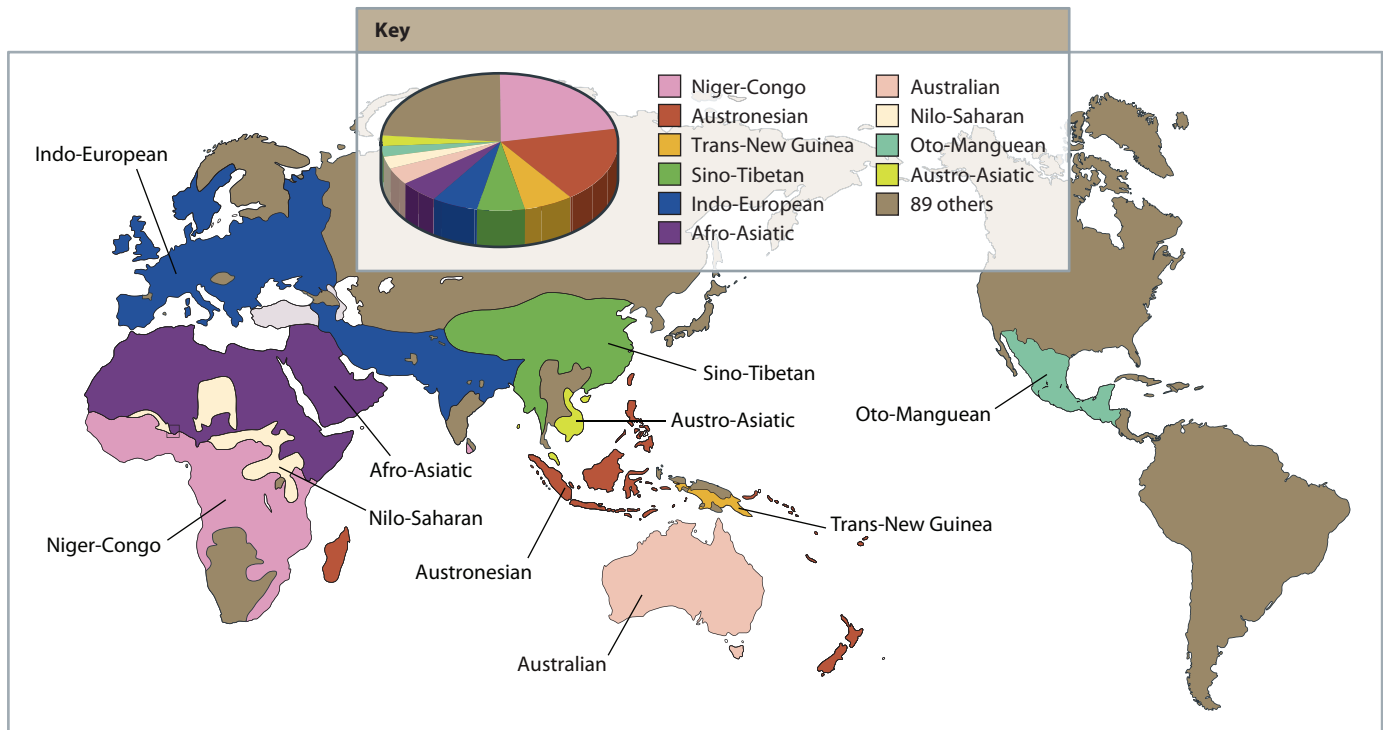 Key
Niger-Congo
Austronesian
Trans-New Guinea
Sino-Tibetan
Indo-European
Afro-Asiatic
Australian
Nilo-Saharan
Oto-Manguean
Austro-Asiatic
89 others
Indo-European
Sino-Tibetan
Austro-Asiatic
Oto-Manguean
Afro-Asiatic
Nilo-Saharan
Trans-New Guinea
Niger-Congo
Austronesian
Australian